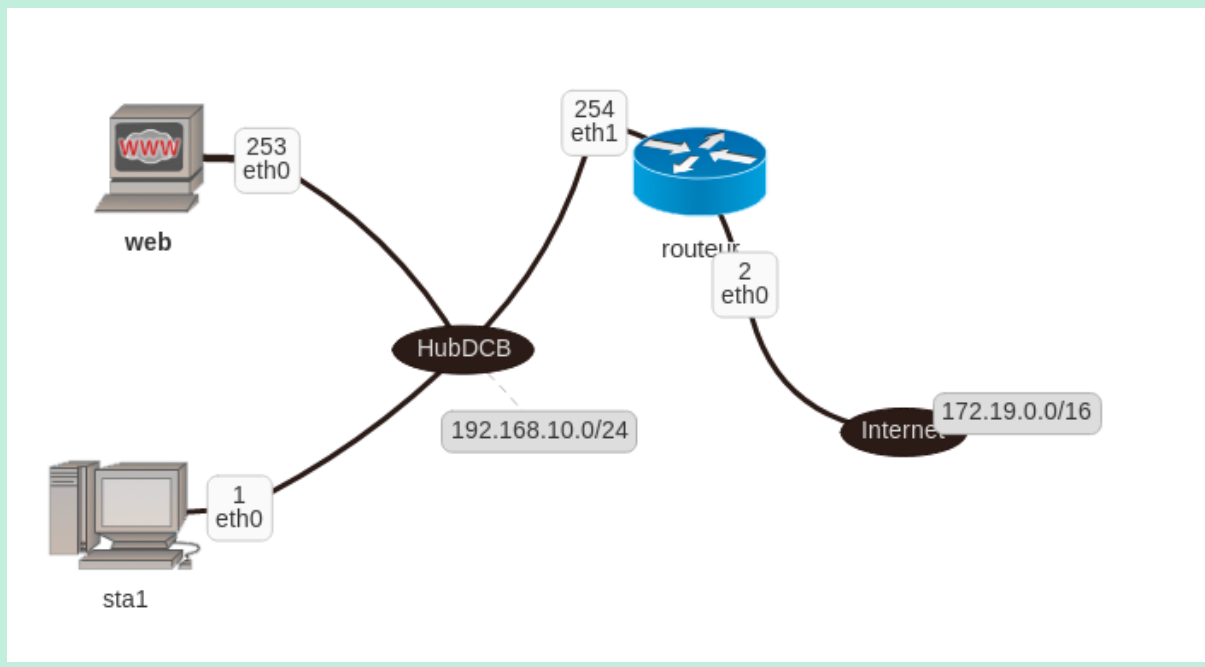 WWW
253
eth0
web
254
eth1
routeur
2
eth0
HubDCB
192.168.10.0/24
Internet
172.19.0.0/16
1
eth0
sta1